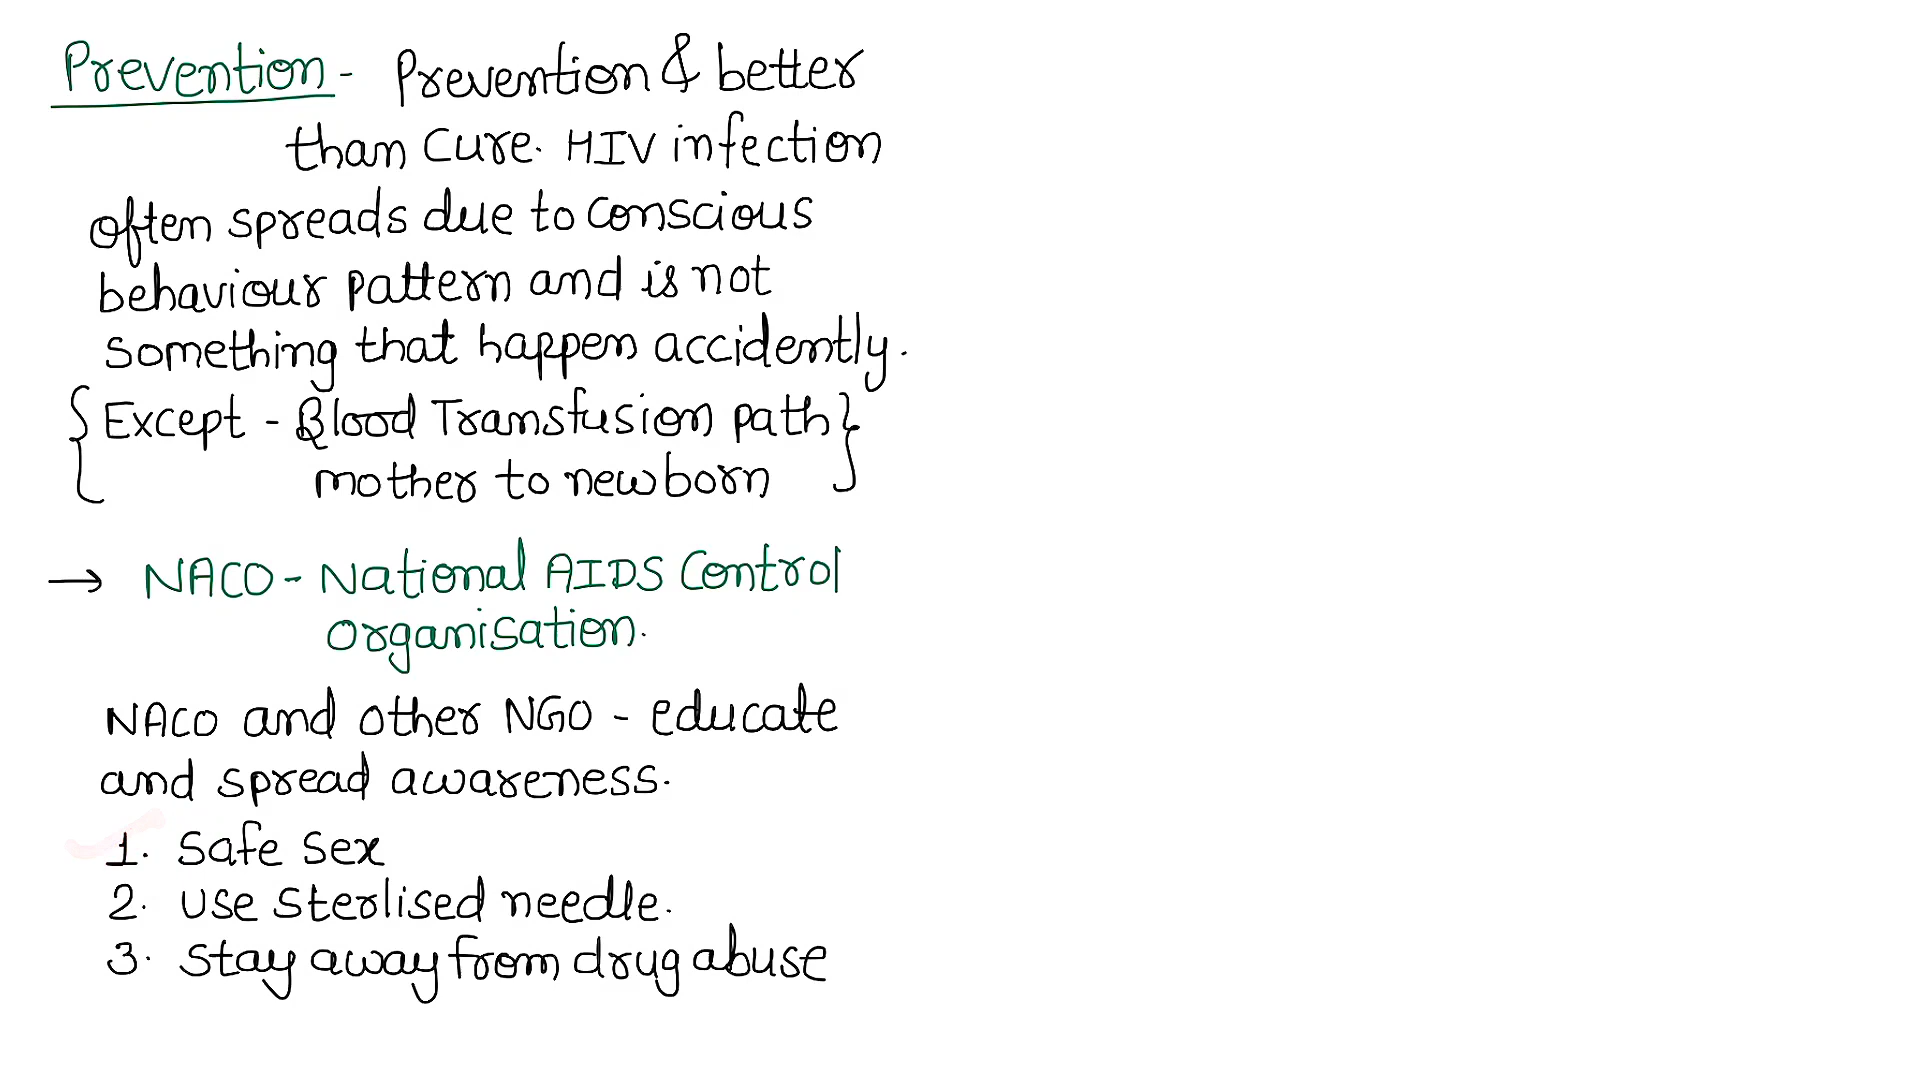 Prevention - Prevention & better
than Cure. HIV infection
often spreads due to conscious
behaviour pattern and is not
something that happen accidently.
{Except - Blood Transfusion path}
mother to newborn
→ NACO - National AIDS Control
Organisation.
NACO and other NGO - educate
and spread awareness.
1. Safe Sex
2. Use Sterlised needle.
3. Stay away from drug abuse